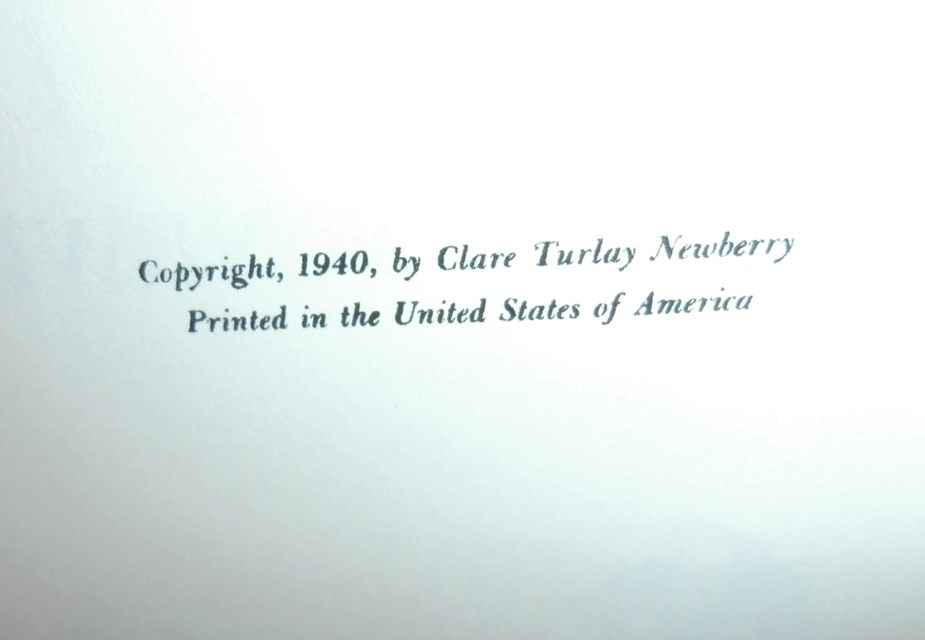 Copyright, 1940, by Clare Turlay Newberry
Printed in the United States of America